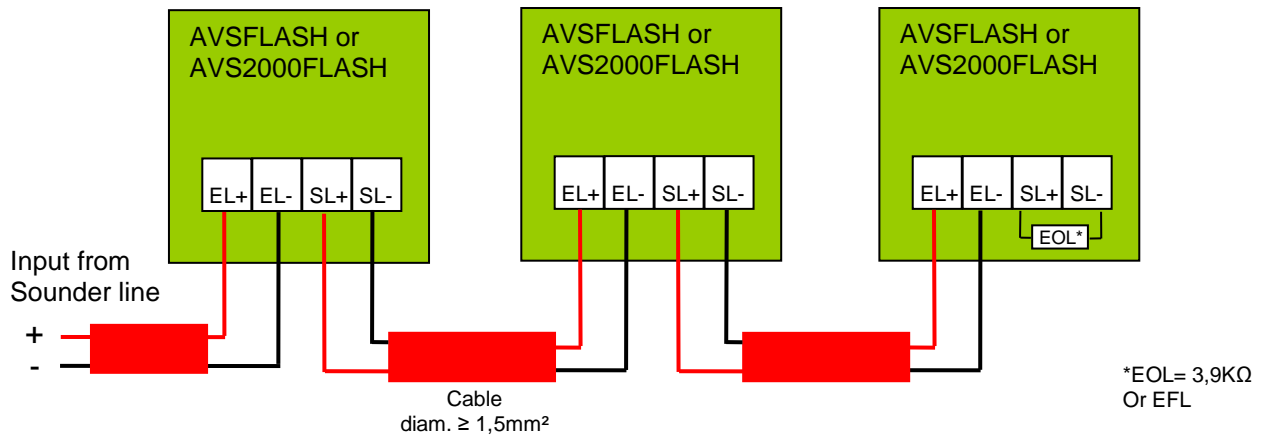 AVSFLASH or
AVS2000FLASH
EL+ EL- SL+ SL-
AVSFLASH or
AVS2000FLASH
EL+ EL- SL+ SL-
AVSFLASH or
AVS2000FLASH
EL+ EL- SL+ SL-
EOL*
Input from
Sounder line
+
-
Cable
diam. ≥ 1,5mm²
*EOL= 3,9KΩ
Or EFL